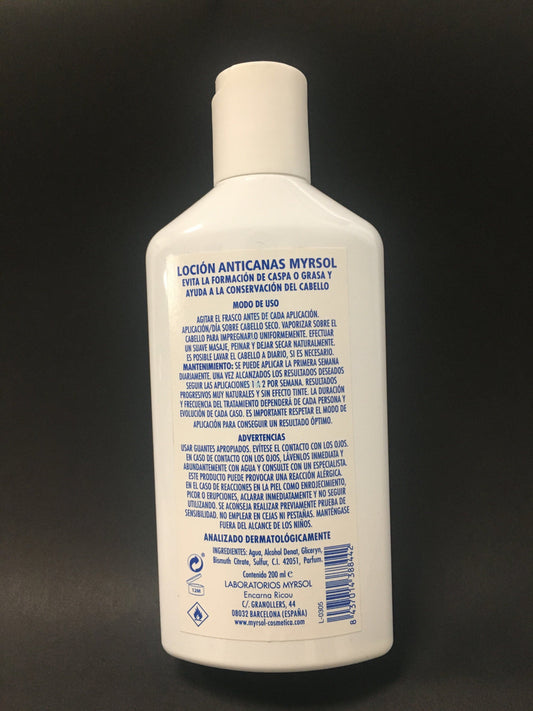 LOCIÓN ANTICANAS MYRSOL
EVITA LA FORMACIÓN DE CASPA O GRASA Y
AYUDA A LA CONSERVACIÓN DEL CABELLO
MODO DE USO
AGITAR EL FRASCO ANTES DE CADA APLICACIÓN.
APLICACIÓN/DÍA SOBRE CABELLO SECO. VAPORIZAR SOBRE EL
CABELLO PARA IMPREGNARLO UNIFORMEMENTE. EFECTUAR
UN SUAVE MASAJE, PEINAR Y DEJAR SECAR NATURALMENTE.
ES POSIBLE LAVAR EL CABELLO A DIARIO, SI ES NECESARIO.
MANTENIMIENTO: SE PUEDE APLICAR LA PRIMERA SEMANA
DIARIAMENTE. UNA VEZ ALCANZADOS LOS RESULTADOS DESEADOS
SEGUIR LAS APLICACIONES 1 Á 2 POR SEMANA. RESULTADOS
PROGRESIVOS MUY NATURALES Y SIN EFECTO TINTE. LA DURACIÓN
Y FRECUENCIA DEL TRATAMIENTO DEPENDERÁ DE CADA PERSONA Y
EVOLUCIÓN DE CADA CASO. ES IMPORTANTE RESPETAR EL MODO DE
APLICACIÓN PARA CONSEGUIR UN RESULTADO ÓPTIMO.
ADVERTENCIAS
USAR GUANTES APROPIADOS. EVÍTESE EL CONTACTO CON LOS OJOS.
EN CASO DE CONTACTO CON LOS OJOS, LÁVENLOS INMEDIATA Y
ABUNDANTEMENTE CON AGUA Y CONSULTE CON UN ESPECIALISTA.
ESTE PRODUCTO PUEDE PROVOCAR UNA REACCIÓN ALÉRGICA.
EN EL CASO DE REACCIONES EN LA PIEL COMO ENROJECIMIENTO,
PICOR O ERUPCIONES, ACLARAR INMEDIATAMENTE Y NO SEGUIR
UTILIZANDO. SE ACONSEJA REALIZAR PREVIAMENTE PRUEBA DE
SENSIBILIDAD. NO EMPLEAR EN CEJAS NI PESTAÑAS. MANTÉNGASE
FUERA DEL ALCANCE DE LOS NIÑOS.
ANALIZADO DERMATOLÓGICAMENTE
INGREDIENTES: Agua, Alcohol Denat, Gliceryn,
Bismuth Citrate, Sulfur, C.I. 42051, Parfum.
Contenido 200 ml ℮
12M
LABORATORIOS MYRSOL
Encarna Ricou
C/. GRANOLLERS, 44
08032 BARCELONA (ESPAÑA)
www.myrsol-cosmetica.com
L-0305
8 437014 388442